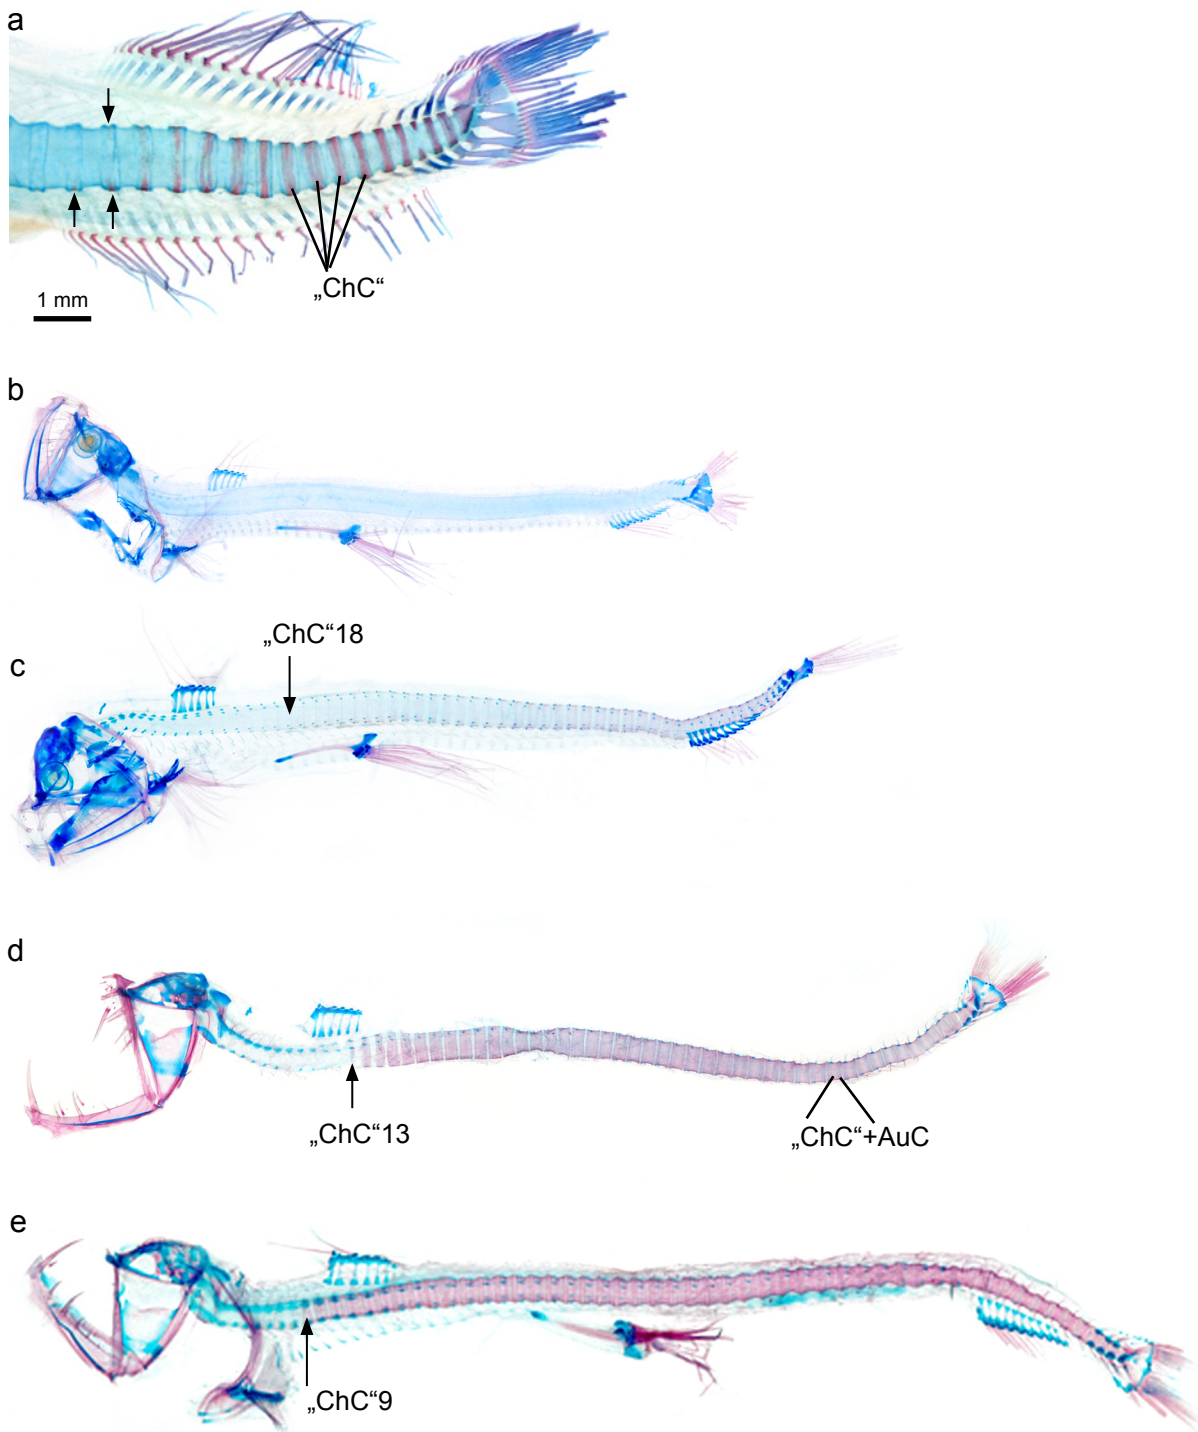 a
„ChC“
1 mm
b
„ChC“18
c
d
„ChC“13
„ChC“+AuC
e
„ChC“9